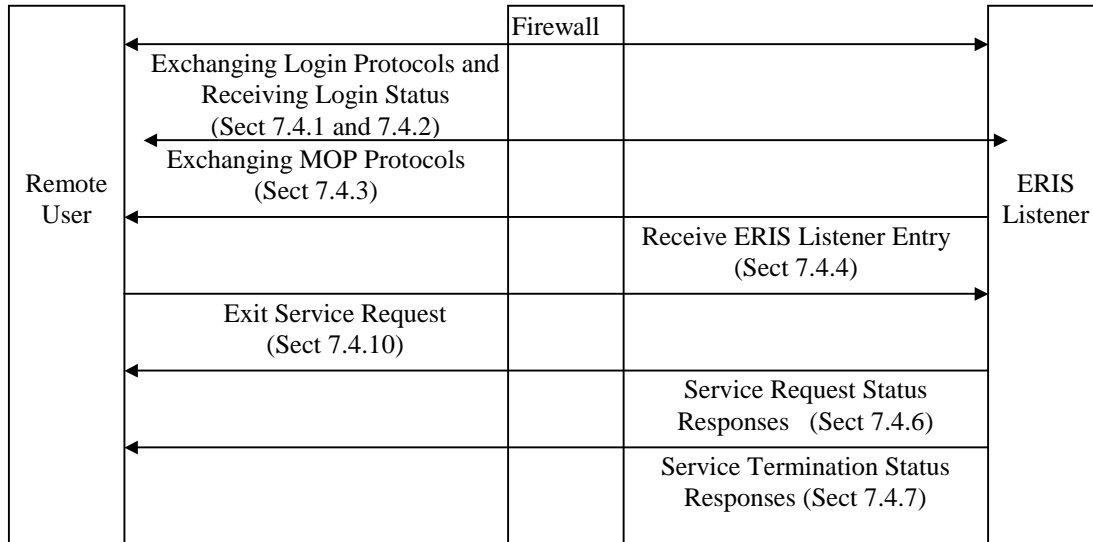 Firewall
Exchanging Login Protocols and
Receiving Login Status
(Sect 7.4.1 and 7.4.2)
Exchanging MOP Protocols
(Sect 7.4.3)
Remote
User
ERIS
Listener
Receive ERIS Listener Entry
(Sect 7.4.4)
Exit Service Request
(Sect 7.4.10)
Service Request Status
Responses (Sect 7.4.6)
Service Termination Status
Responses (Sect 7.4.7)